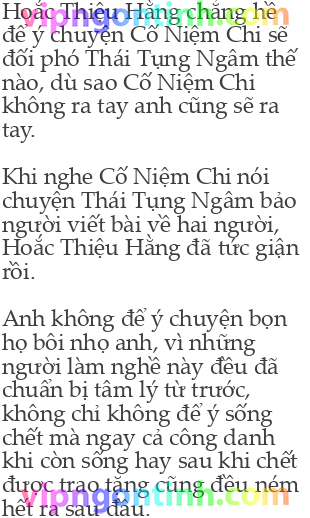 Hoắc Thiệu Hằng chẳng hề
vipngontinh.com
để ý chuyện Cố Niệm Chi sẽ
đối phó Thái Tụng Ngâm thế
nào, dù sao Cố Niệm Chi
không ra tay anh cũng sẽ ra
tay.
Khi nghe Cố Niệm Chi nói
chuyện Thái Tụng Ngâm bảo
người viết bài về hai người,
Hoắc Thiệu Hằng đã tức giận
rồi.
Anh không để ý chuyện bọn
họ bôi nhọ anh, vì những
người làm nghề này đều đã
chuẩn bị tâm lý từ trước,
không chỉ không để ý sống
chết mà ngay cả công danh
khi còn sống hay sau khi chết
được trao tặng cũng đều ném
vipngontinh.com
hết ra sau đầu.